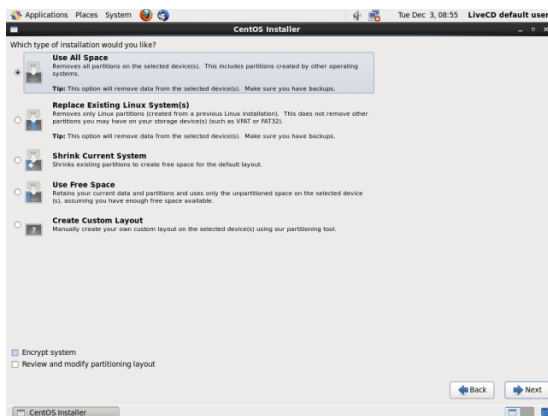 Applications Places System Tue Dec 3, 08:55 LiveCD default user
CentOS Installer
Which type of installation would you like?
Use All Space
Removes all partitions on the selected device(s). This includes partitions created by other operating
systems.
Tip: This option will remove data from the selected device(s). Make sure you have backups.
Replace Existing Linux System(s)
Removes only Linux partitions (created from a previous Linux installation). This does not remove other
partitions you may have on your storage device(s) (such as VFAT or FAT32).
Tip: This option will remove data from the selected device(s). Make sure you have backups.
Shrink Current System
Shrinks existing partitions to create free space for the default layout.
Use Free Space
Retains your current data and partitions and uses only the unpartitioned space on the selected device
(s), assuming you have enough free space available.
?
Create Custom Layout
Manually create your own custom layout on the selected device(s) using our partitioning tool.
Encrypt system
Review and modify partitioning layout
Back Next
CentOS Installer